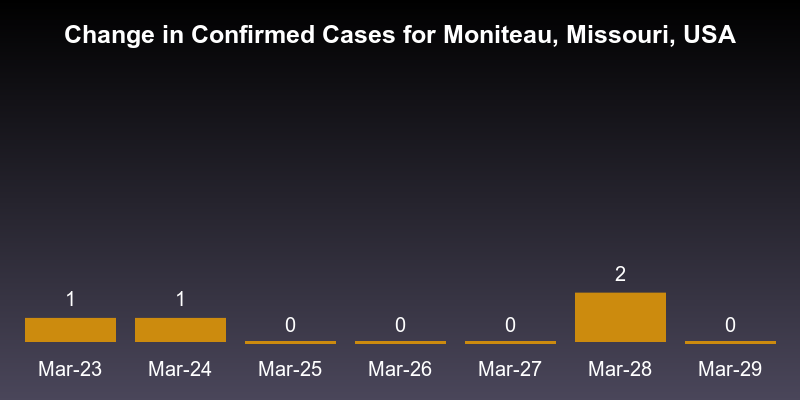 Change in Confirmed Cases for Moniteau, Missouri, USA
2
1 1
0 0 0 0
Mar-23 Mar-24 Mar-25 Mar-26 Mar-27 Mar-28 Mar-29